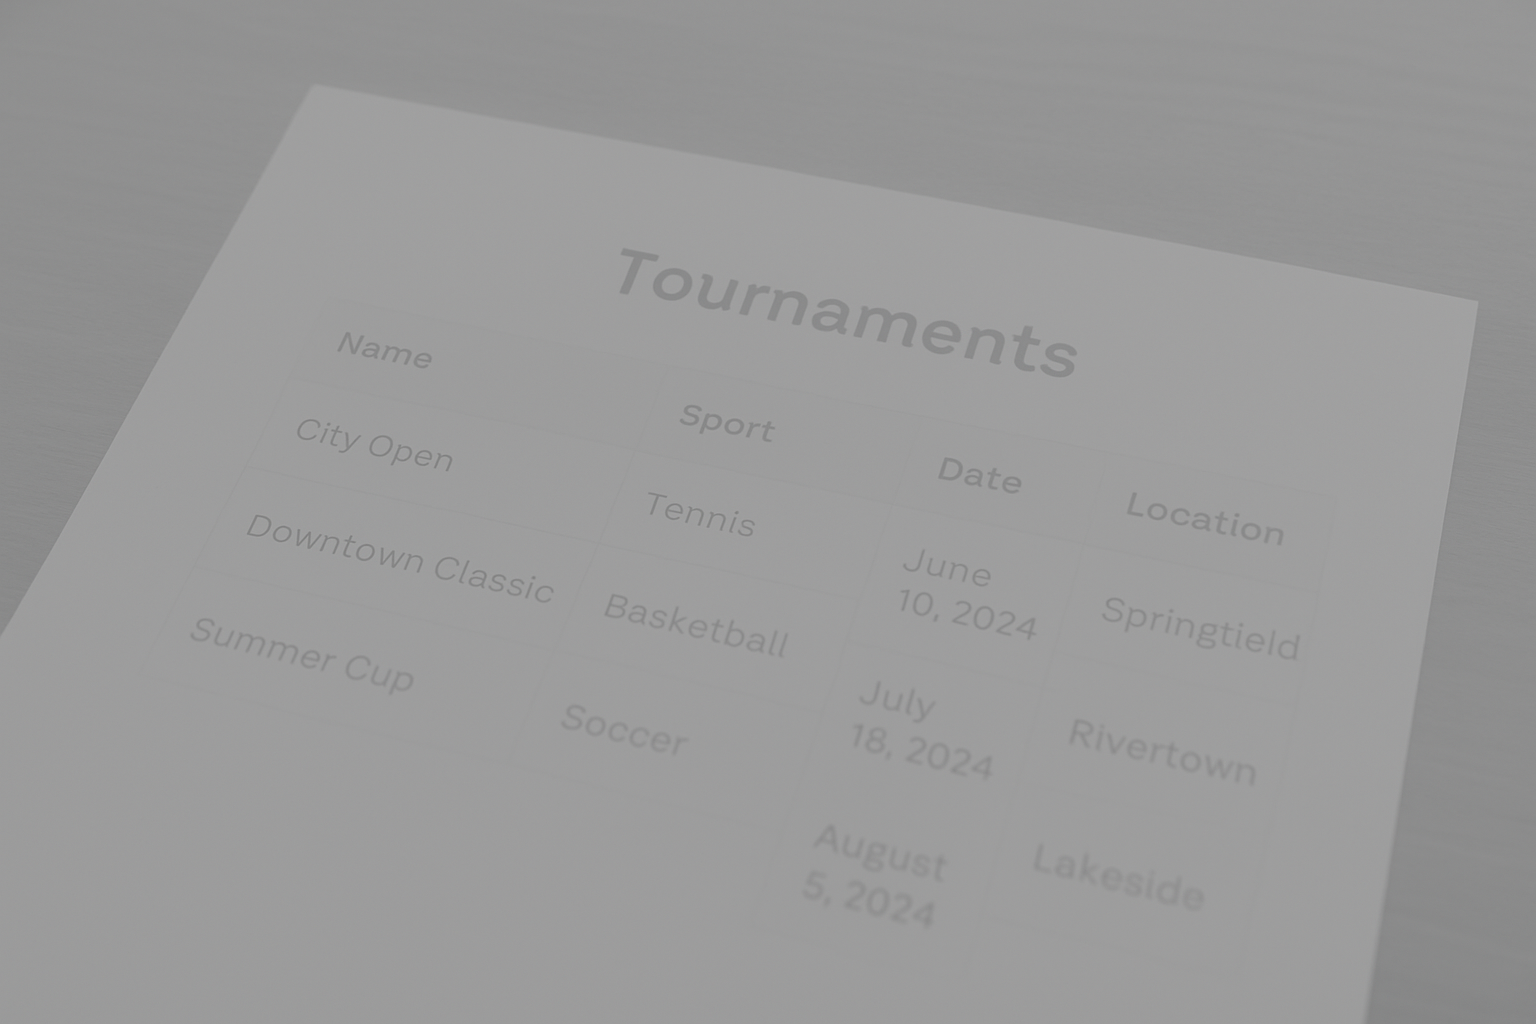 Tournaments
Name Sport Date Location
City Open Tennis June 10, 2024 Springtield
Downtown Classic Basketball July 18, 2024 Rivertown
Summer Cup Soccer August 5, 2024 Lakeside